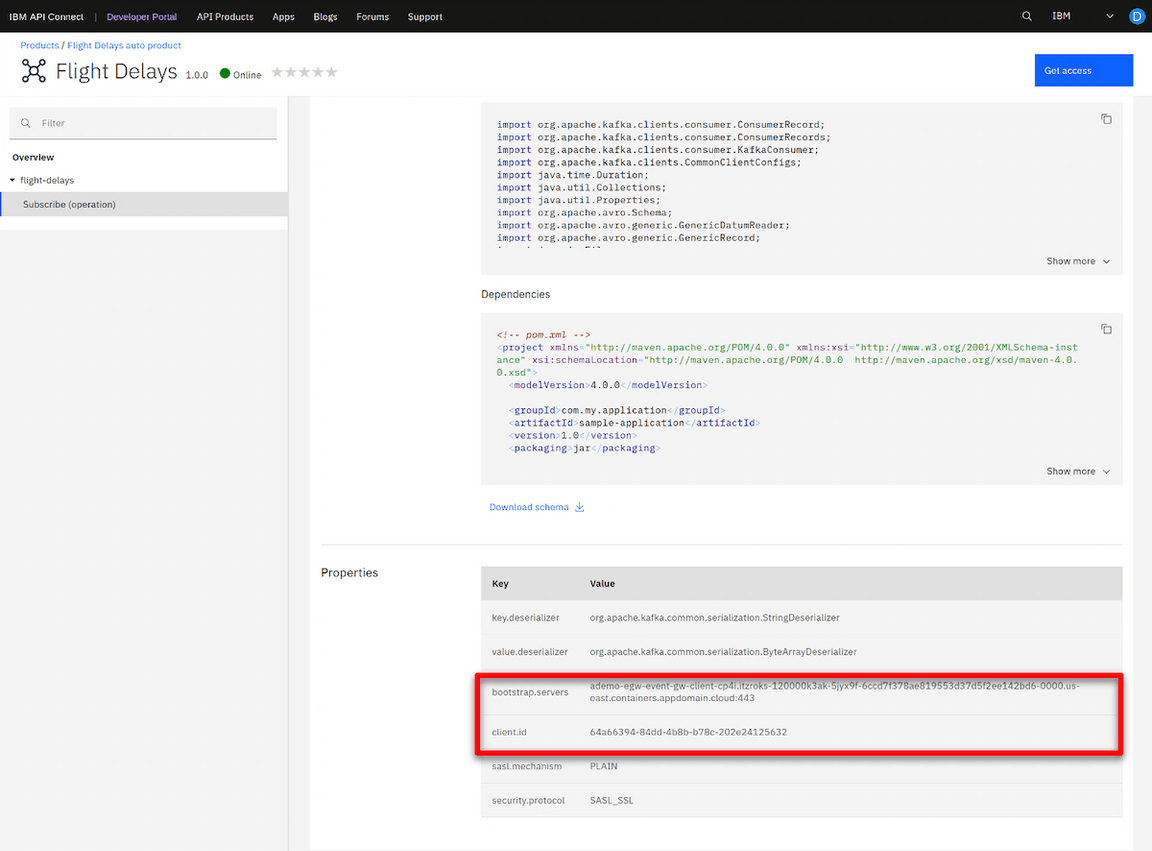 IBM API Connect | Developer Portal API Products Apps Blogs Forums Support IBM D
Products / Flight Delays auto product
Flight Delays 1.0.0 Online
Get access
Filter
Overview
flight-delays
Subscribe (operation)
import org.apache.kafka.clients.consumer.ConsumerRecord;
import org.apache.kafka.clients.consumer.ConsumerRecords;
import org.apache.kafka.clients.consumer.KafkaConsumer;
import org.apache.kafka.clients.CommonClientConfigs;
import java.time.Duration;
import java.util.Collections;
import java.util.Properties;
import org.apache.avro.Schema;
import org.apache.avro.generic.GenericDatumReader;
import org.apache.avro.generic.GenericRecord;
Show more
Dependencies
<!-- pom.xml -->
<project xmlns="http://maven.apache.org/POM/4.0.0" xmlns:xsi="http://www.w3.org/2001/XMLSchema-inst
ance" xsi:schemaLocation="http://maven.apache.org/POM/4.0.0 http://maven.apache.org/xsd/maven-4.0.
0.xsd">
<modelVersion>4.0.0</modelVersion>
<groupId>com.my.application</groupId>
<artifactId>sample-application</artifactId>
<version>1.0</version>
<packaging>jar</packaging>
Show more
Download schema
Properties
Key Value
key.deserializer org.apache.kafka.common.serialization.StringDeserializer
value.deserializer org.apache.kafka.common.serialization.ByteArrayDeserializer
bootstrap.servers ademo-egw-event-gw-client-cp4i.itzroks-120000k3ak-5jyx9f-6ccd7f378ae819553d37d5f2ee142bd6-0000.us-
east.containers.appdomain.cloud:443
client.id 64a66394-84dd-4b8b-b78c-202e24125632
sasl.mechanism PLAIN
security.protocol SASL_SSL